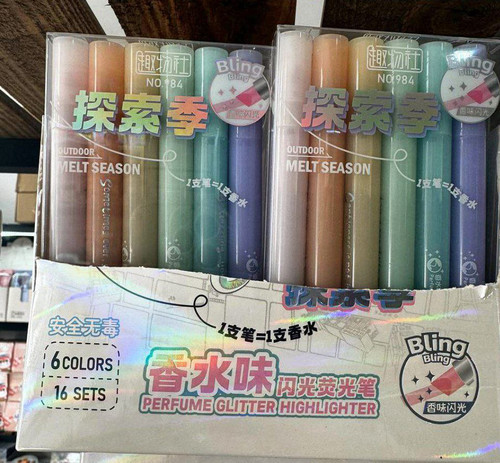 趣物社
NO.984
Bling
Bling
探索季
OUTDOOR
MELT SEASON
1支笔=1支香水
趣物社
NO.984
Bling
Bling
探索季
OUTDOOR
MELT SEASON
1支笔=1支香水
探索季
1支笔=1支香水
安全无毒
6 COLORS
16 SETS
香水味闪光荧光笔
PERFUME GLITTER HIGHLIGHTER
Bling
Bling
香味闪光